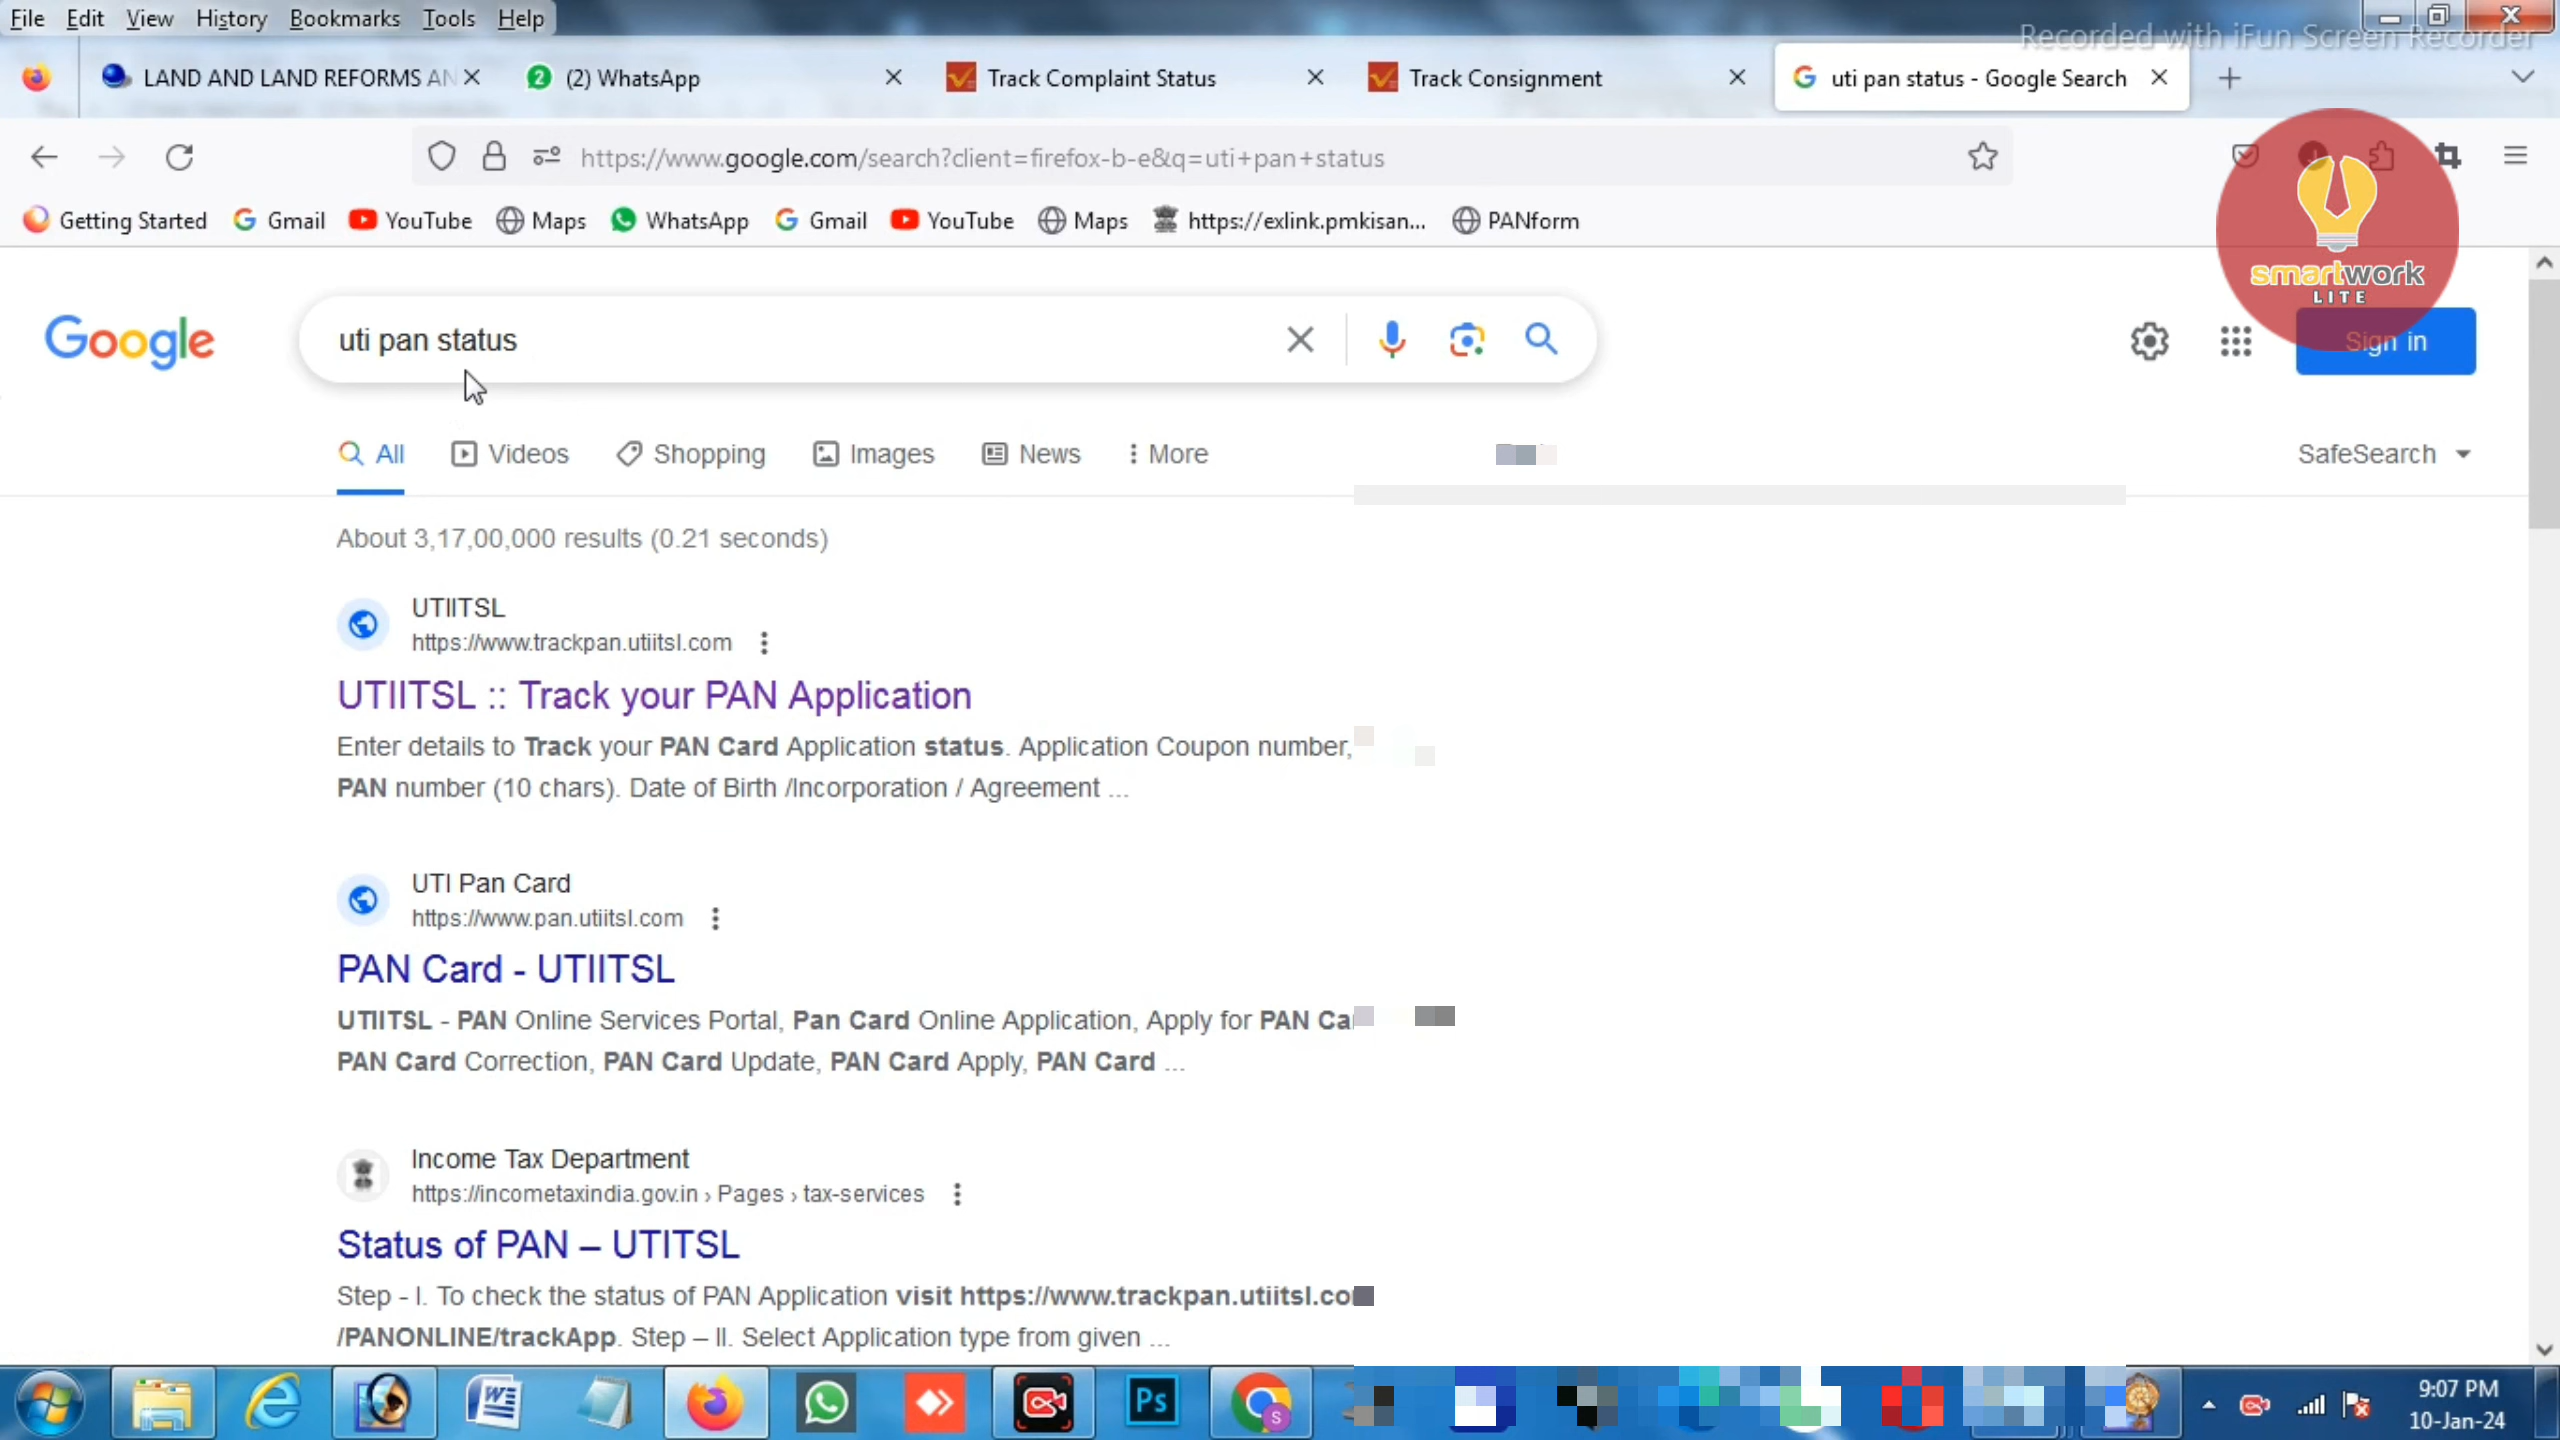 File Edit View History Bookmarks Tools Help
Recorded with iFun Screen Recorder
LAND AND LAND REFORMS AN
2 (2) WhatsApp
Track Complaint Status
Track Consignment
uti pan status - Google Search
https://www.google.com/search?client=firefox-b-e&q=uti+pan+status
Getting Started Gmail YouTube Maps WhatsApp Gmail YouTube Maps https://exlink.pmkisan... PANform
smartwork
LITE
Google
uti pan status
Sign in
All Videos Shopping Images News More
SafeSearch
About 3,17,00,000 results (0.21 seconds)
UTIITSL
https://www.trackpan.utiitsl.com
UTIITSL :: Track your PAN Application
Enter details to Track your PAN Card Application status. Application Coupon number,
PAN number (10 chars). Date of Birth /Incorporation / Agreement ...
UTI Pan Card
https://www.pan.utiitsl.com
PAN Card - UTIITSL
UTIITSL - PAN Online Services Portal, Pan Card Online Application, Apply for PAN
PAN Card Correction, PAN Card Update, PAN Card Apply, PAN Card ...
Income Tax Department
https://incometaxindia.gov.in › Pages › tax-services
Status of PAN – UTITSL
Step - I. To check the status of PAN Application visit https://www.trackpan.utiitsl.co
/PANONLINE/trackApp. Step – II. Select Application type from given ...
W
Ps
S
9:07 PM
10-Jan-24